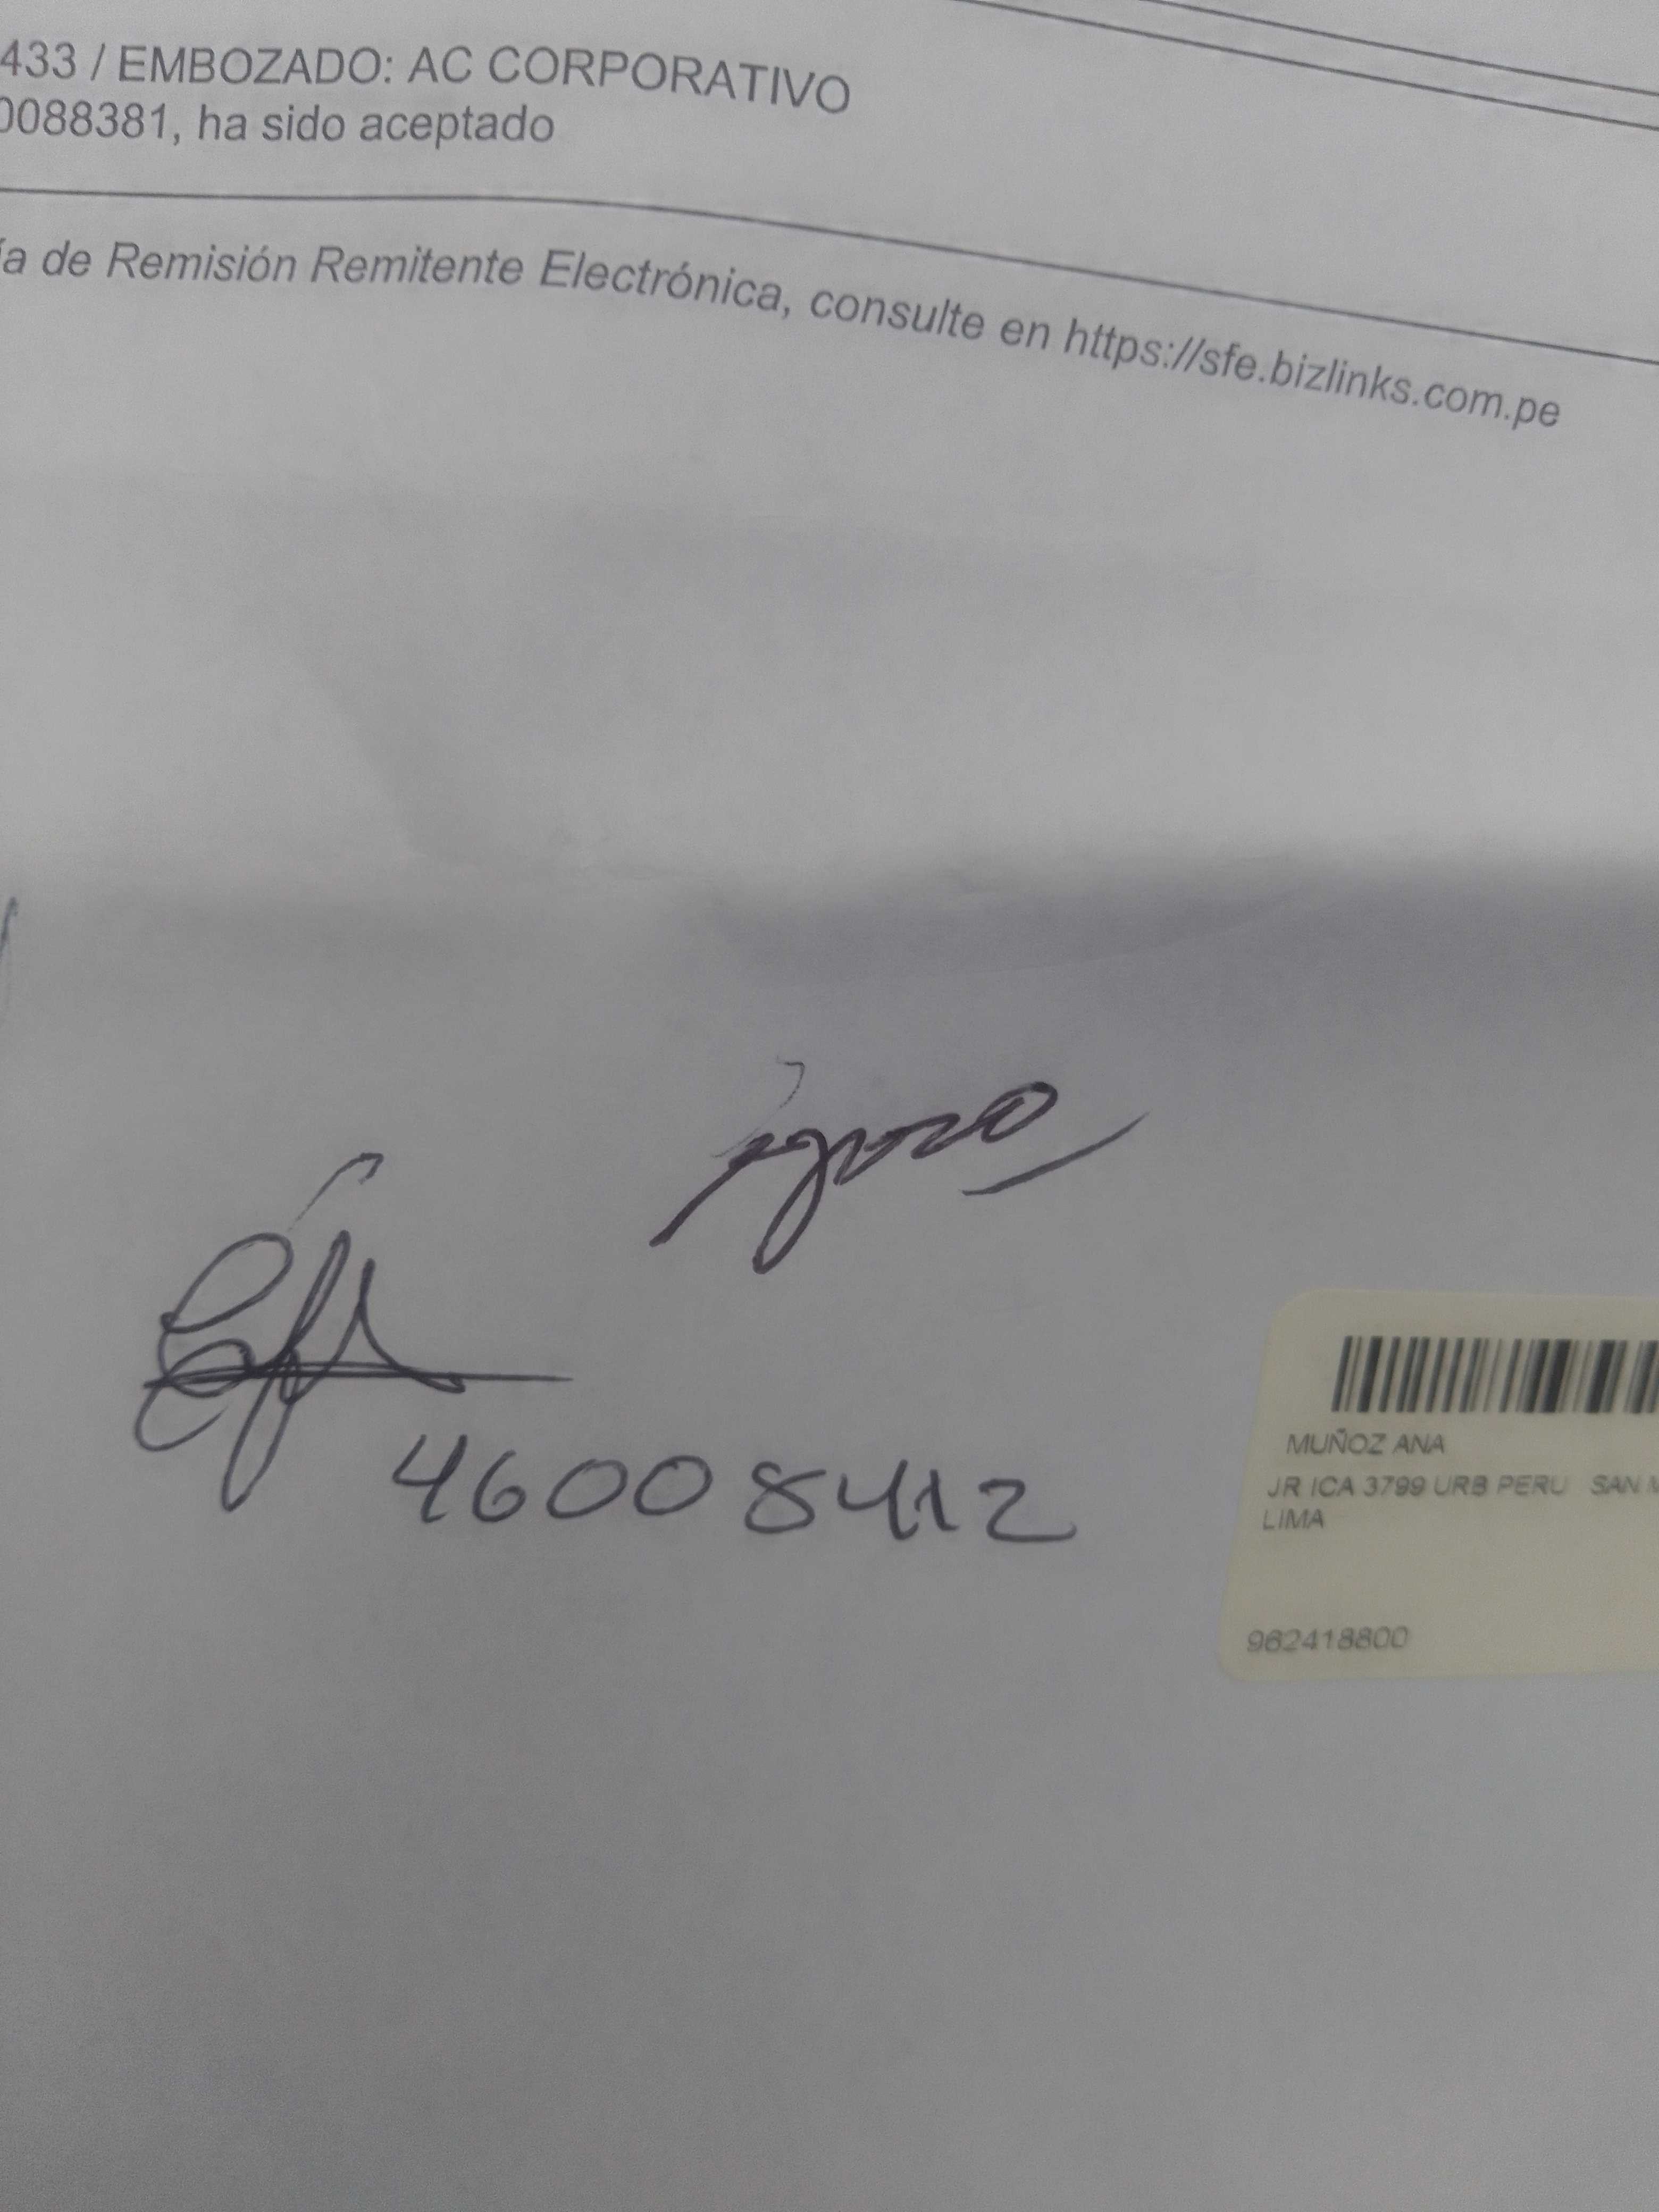 433 / EMBOZADO: AC CORPORATIVO
0088381, ha sido aceptado
ía de Remisión Remitente Electrónica, consulte en https://sfe.bizlinks.com.pe
46008412
MUÑOZ ANA
JR ICA 3799 URB PERU SAN M
LIMA
962418800